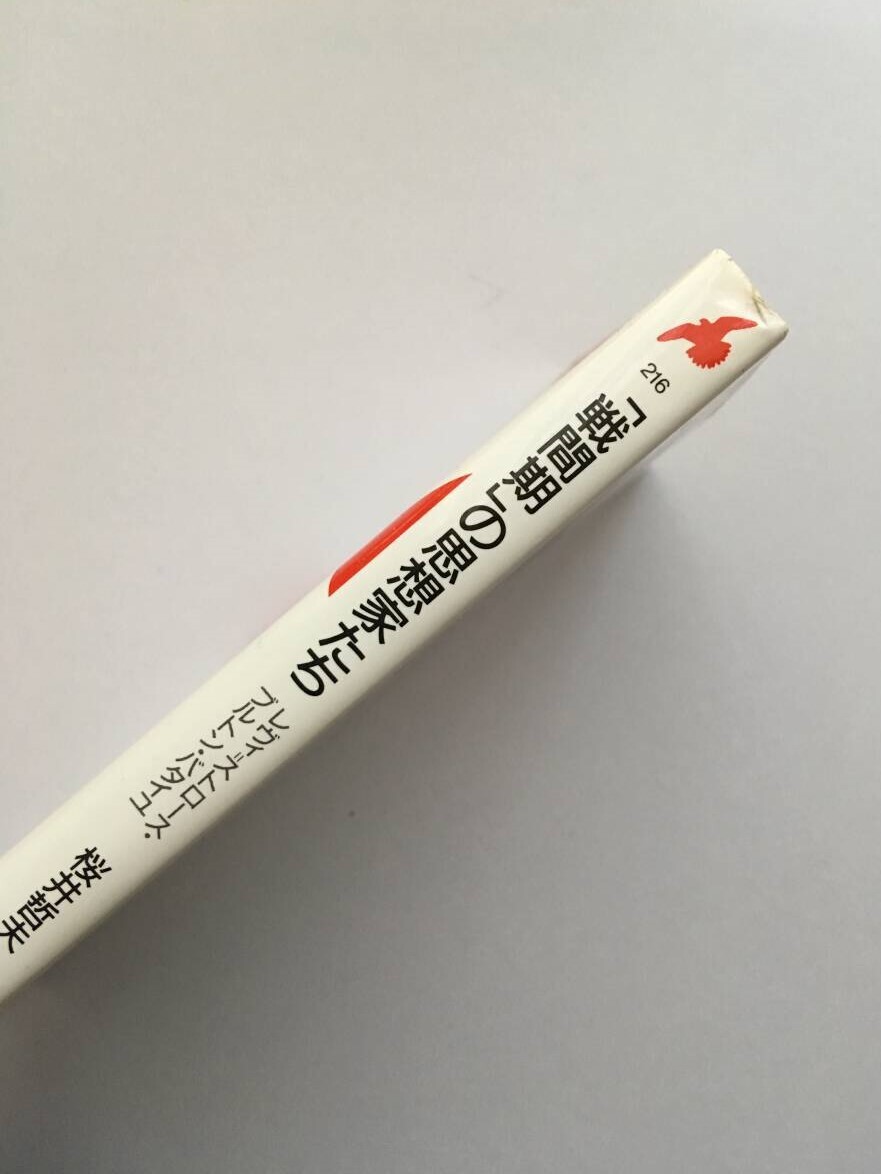 216
「戦間期」の思想家たち
レヴィ=ストロース・
ブルトン・バタイユ
桜井哲夫